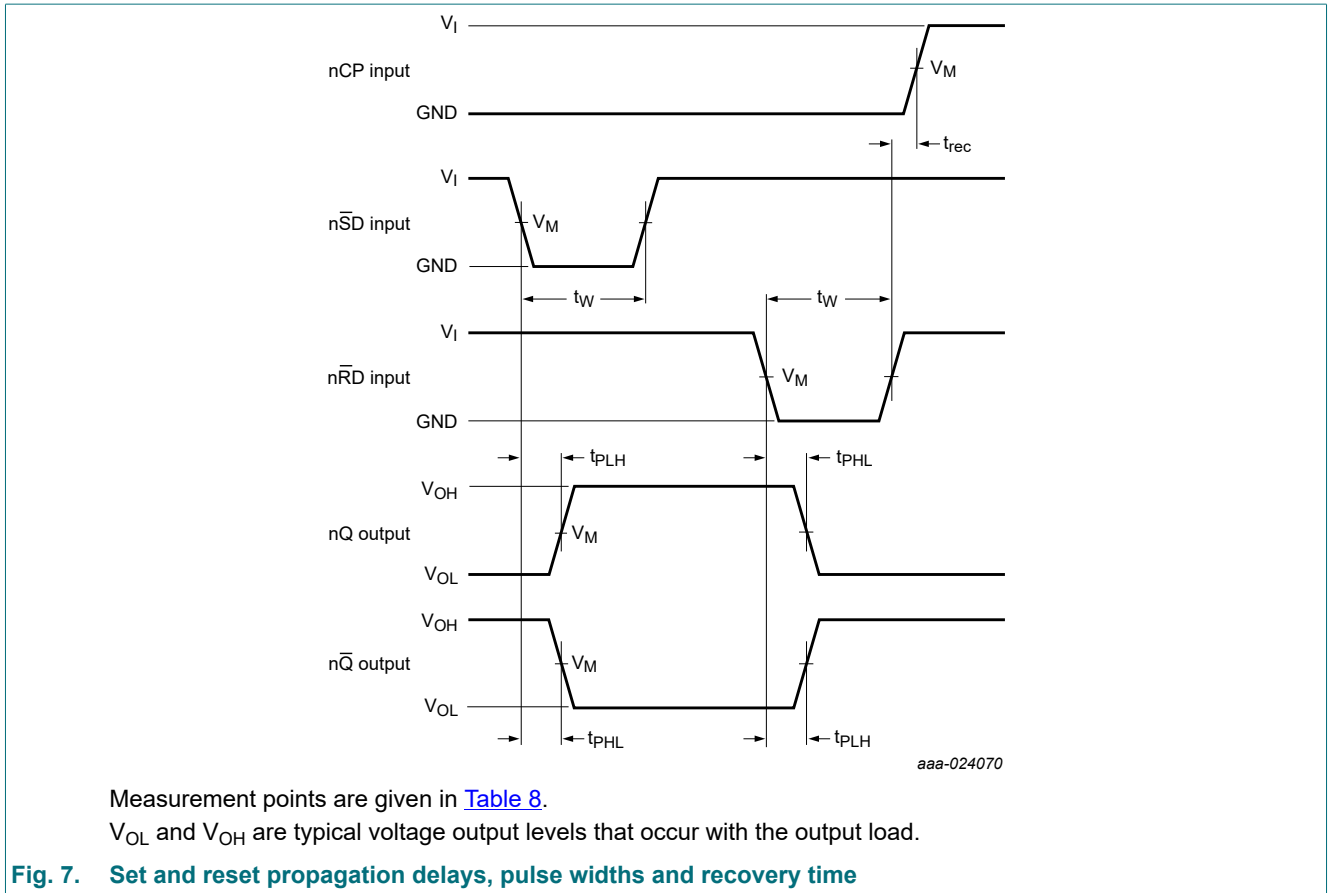 V_I
nCP input
V_M
GND
t_rec
V_I
nS̅D input
V_M
GND
t_W
t_W
V_I
nR̅D input
V_M
GND
t_PLH
t_PHL
V_OH
nQ output
V_M
V_OL
V_OH
nQ̅ output
V_M
V_OL
t_PHL
t_PLH
aaa-024070
Measurement points are given in Table 8.
V_OL and V_OH are typical voltage output levels that occur with the output load.
Fig. 7. Set and reset propagation delays, pulse widths and recovery time